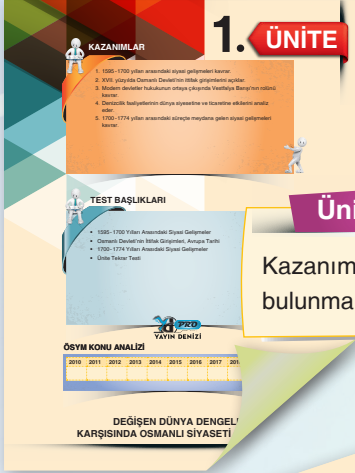 KAZANIMLAR
1. ÜNİTE
1. 1595-1700 yılları arasındaki siyasi gelişmeleri kavrar.
2. XVII. yüzyılda Osmanlı Devleti'nin ittifak girişimlerini açıklar.
3. Modern devletler hukukunun ortaya çıkışında Vestfalya Barışı'nın rolünü
kavrar.
4. Denizcilik faaliyetlerinin dünya siyasetine ve ticaretine etkilerini analiz
eder.
5. 1700-1774 yılları arasındaki süreçte meydana gelen siyasi gelişmeleri
kavrar.
TEST BAŞLIKLARI
• 1595-1700 Yılları Arasındaki Siyasi Gelişmeler
• Osmanlı Devleti'nin İttifak Girişimleri, Avrupa Tarihi
• 1700-1774 Yılları Arasındaki Siyasi Gelişmeler
• Ünite Tekrar Testi
Üni
Kazanım
bulunma
PRO
YAYIN DENİZİ
ÖSYM KONU ANALİZİ
2010 2011 2012 2013 2014 2015 2016 2017 201
DEĞİŞEN DÜNYA DENGEL
KARŞISINDA OSMANLI SİYASETİ